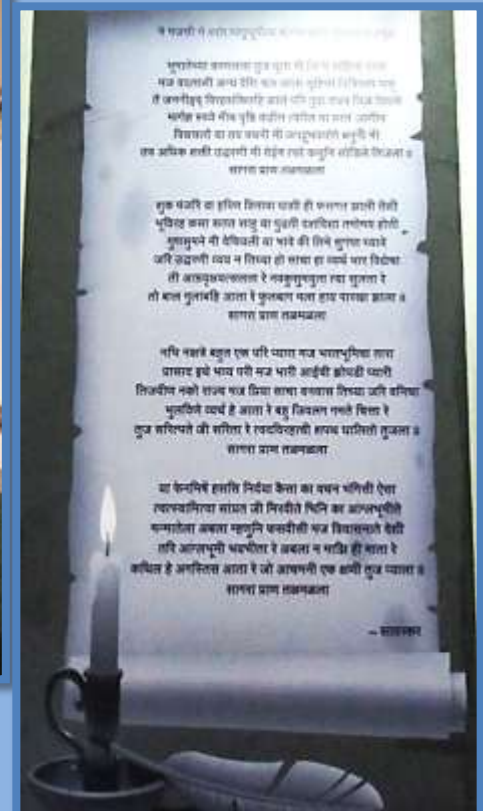 ने मजसी ने परत मातृभूमीला
भूमातेच्या चरणतला तुज धूता मी नित्य पाहिला होता
मज वदलासी अन्य देशि चल जाऊ सृष्टिची विविधता पाहू
तैं जननीहृद् विरहशंकितहि झाले परि तुवां वचन तिज दिधले
मार्गज्ञ स्वये मीच पृष्ठि वाहीन त्वरित या परत आणीन
विश्वसलो या तव वचनी मी जगदनुभवयोगे बनुनी मी
तव अधिक शक्ती उद्धरणी मी येईन त्वरे कथुनि सोडिले तिजला ॥
सागरा प्राण तळमळला
शुक पंजरि वा हरिण शिरावा पाशी ही फसगत झाली तैशी
भूविरह कसा सतत साहू या पुढती दशदिशा तमोमय होती
गुणसुमने मी वेचियली या भावे की तिने सुगंधा घ्यावे
जरि उद्धरणी व्यय न तिच्या हो साचा हा व्यर्थ भार विद्येचा
ती आम्रवृक्षवत्सलता रे नवकुसुमयुता त्या सुलता रे
तो बाल गुलाबहि आता रे फुलबाग मला हाय पारखा झाला ॥
सागरा प्राण तळमळला
नभि नक्षत्रे बहुत एक परि प्यारा मज भरतभूमिचा तारा
प्रासाद इथे भव्य परी मज भारी आईची झोपडी प्यारी
तिजवीण नको राज्य मज प्रिया साचा वनवास तिच्या जरि वनिचा
भुलविणे व्यर्थ हे आता रे बहु जिवलग गमते चित्ता रे
तुज सरित्पते जी सरिता रे त्वदविरहाची शपथ घालितो तुजला ॥
सागरा प्राण तळमळला
या फेनमिषें हससि निर्दया कैसा का वचन भंगिसी ऐसा
त्वत्स्वामित्वा सांप्रत जी मिरवीते भिनि का आंग्लभूमीते
मन्मातेला अबला म्हणुनि फसवीसी मज विवासनाते देशी
तरि आंग्लभूमी भयभीता रे अबला न माझि ही माता रे
कथिल हे अगस्तिस आता रे जो आचमनी एक क्षणी तुज प्याला ॥
सागरा प्राण तळमळला
– सावरकर